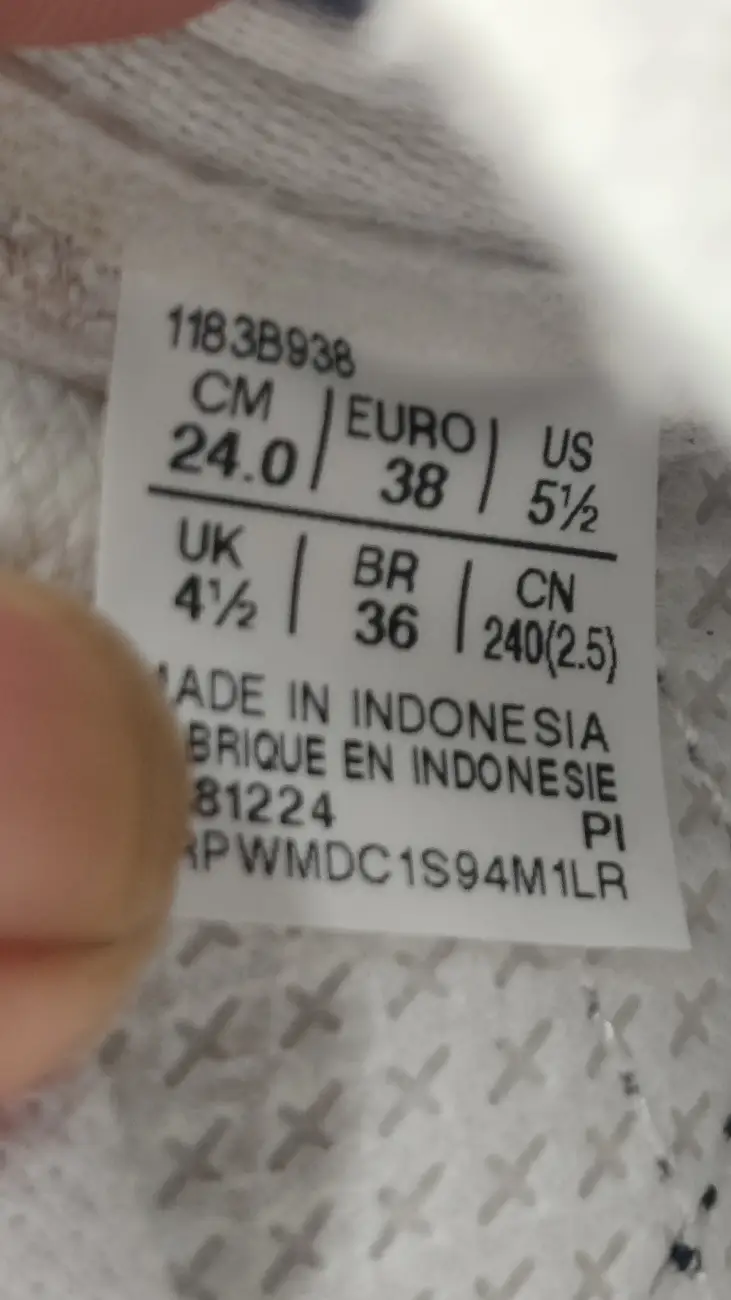 1183B938
CM | EURO | US
24.0 | 38 | 5½
UK | BR | CN
4½ | 36 | 240(2.5)
ADE IN INDONESIA
BRIQUE EN INDONESIE
81224 PI
PWMDC1S94M1LR